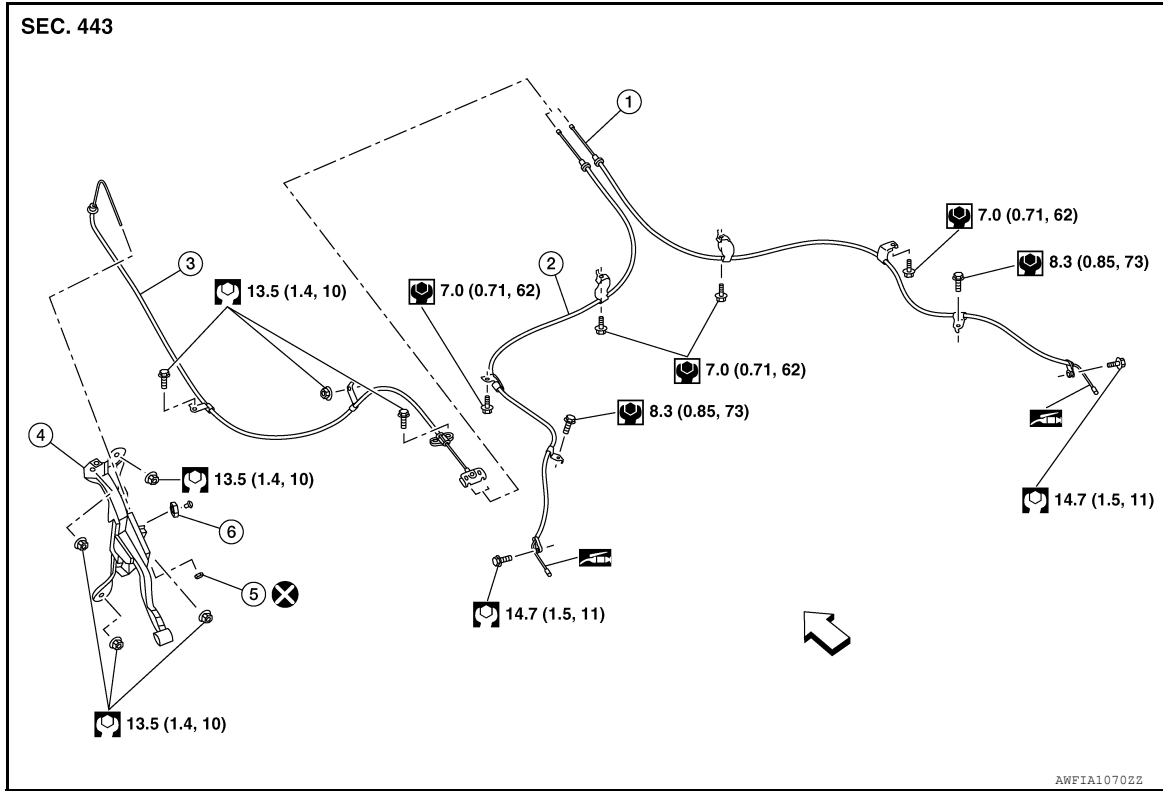 SEC. 443
1
7.0 (0.71, 62)
8.3 (0.85, 73)
3
2
13.5 (1.4, 10)
7.0 (0.71, 62)
7.0 (0.71, 62)
8.3 (0.85, 73)
4
13.5 (1.4, 10)
14.7 (1.5, 11)
6
5
14.7 (1.5, 11)
13.5 (1.4, 10)
AWFIA1070ZZ